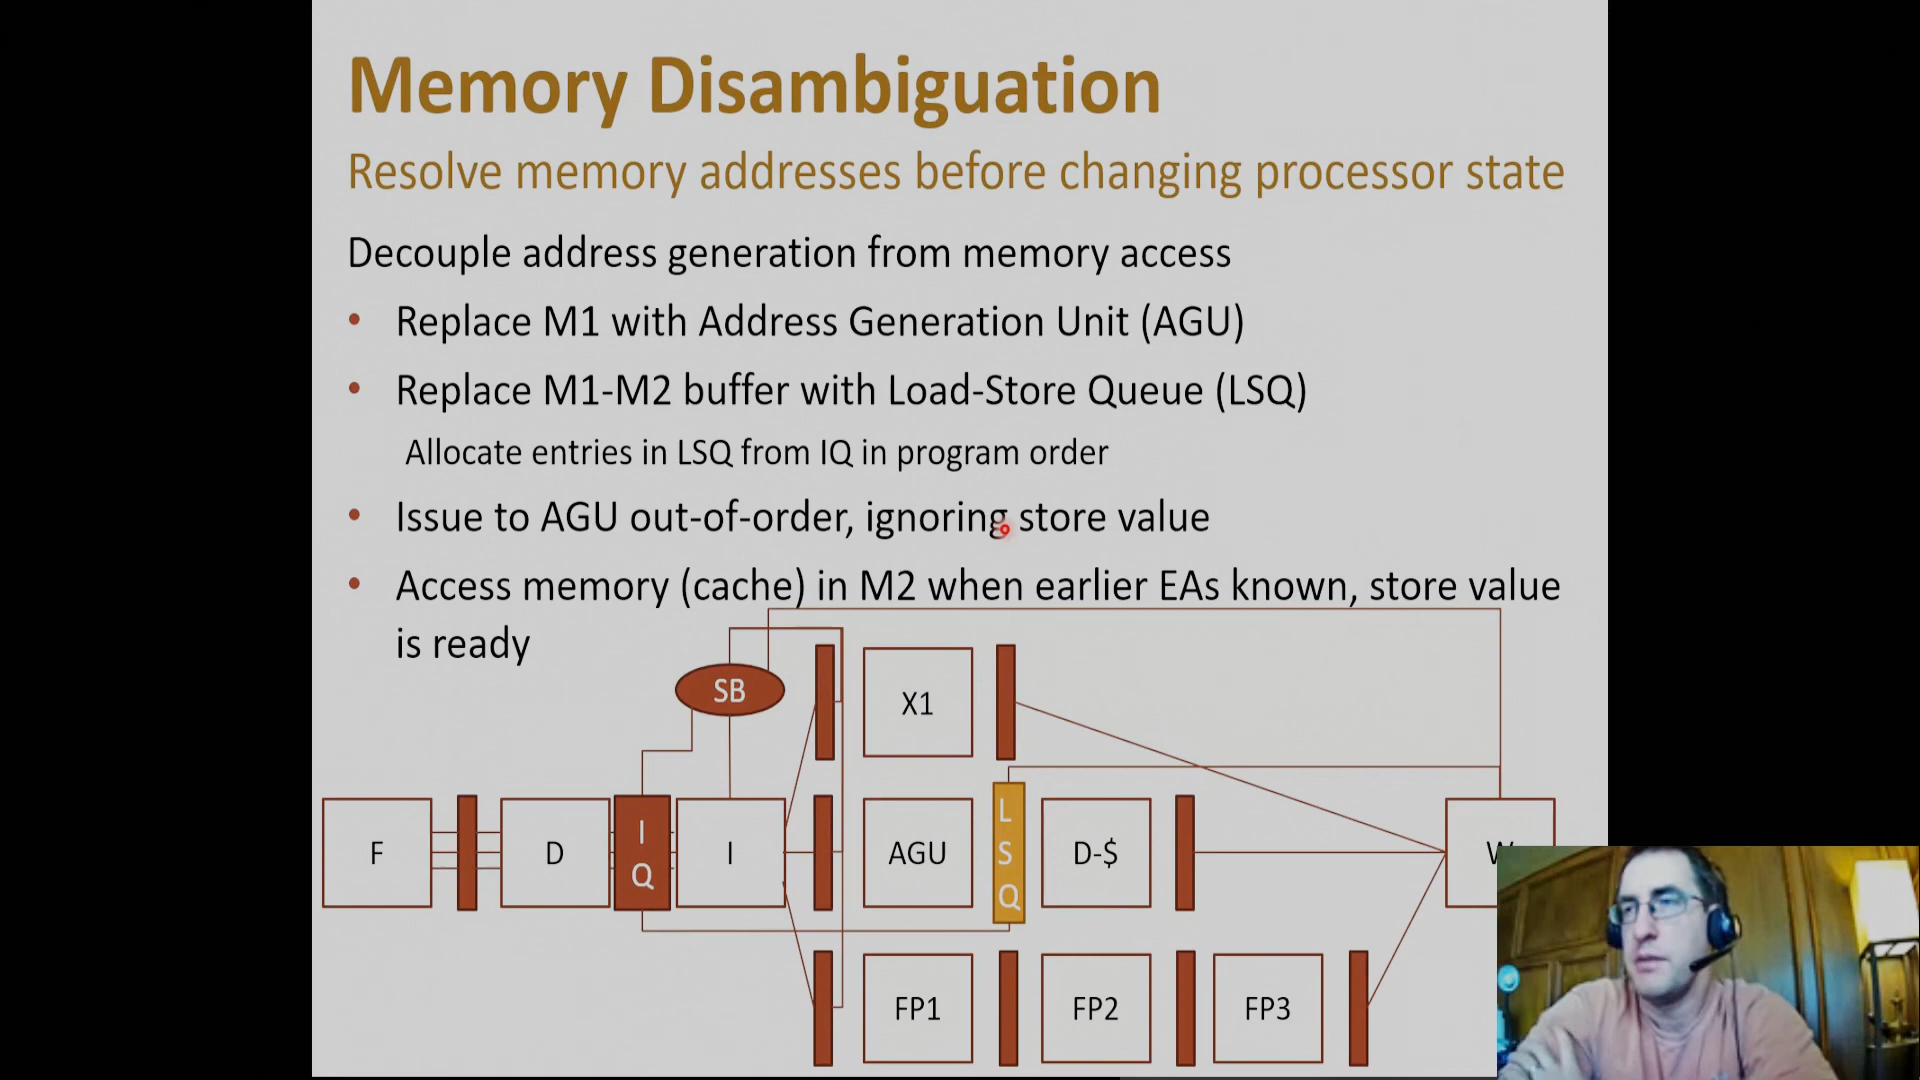 Memory Disambiguation
Resolve memory addresses before changing processor state
Decouple address generation from memory access
• Replace M1 with Address Generation Unit (AGU)
• Replace M1-M2 buffer with Load-Store Queue (LSQ)
Allocate entries in LSQ from IQ in program order
• Issue to AGU out-of-order, ignoring store value
• Access memory (cache) in M2 when earlier EAs known, store value
is ready
SB
X1
F
D
I
Q
I
AGU
L
S
Q
D-$
W
FP1
FP2
FP3